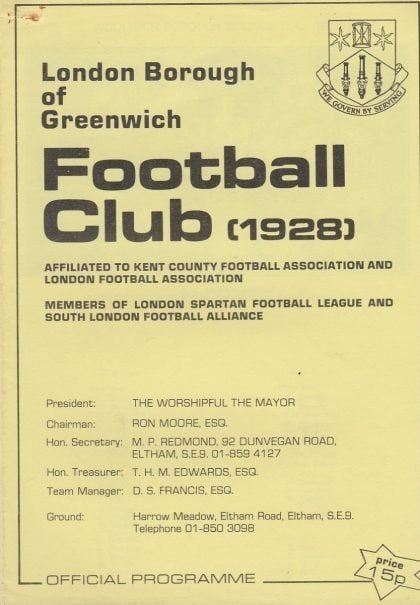 WE GOVERN BY SERVING
London Borough
of
Greenwich
Football
Club (1928)
AFFILIATED TO KENT COUNTY FOOTBALL ASSOCIATION AND
LONDON FOOTBALL ASSOCIATION
MEMBERS OF LONDON SPARTAN FOOTBALL LEAGUE AND
SOUTH LONDON FOOTBALL ALLIANCE
President: THE WORSHIPFUL THE MAYOR
Chairman: RON MOORE, ESQ.
Hon. Secretary: M. P. REDMOND, 92 DUNVEGAN ROAD,
ELTHAM, S.E.9. 01-859 4127
Hon. Treasurer: T. H. M. EDWARDS, ESQ.
Team Manager: D. S. FRANCIS, ESQ.
Ground: Harrow Meadow, Eltham Road, Eltham, S.E.9.
Telephone 01-850 3098
price
15p
OFFICIAL PROGRAMME